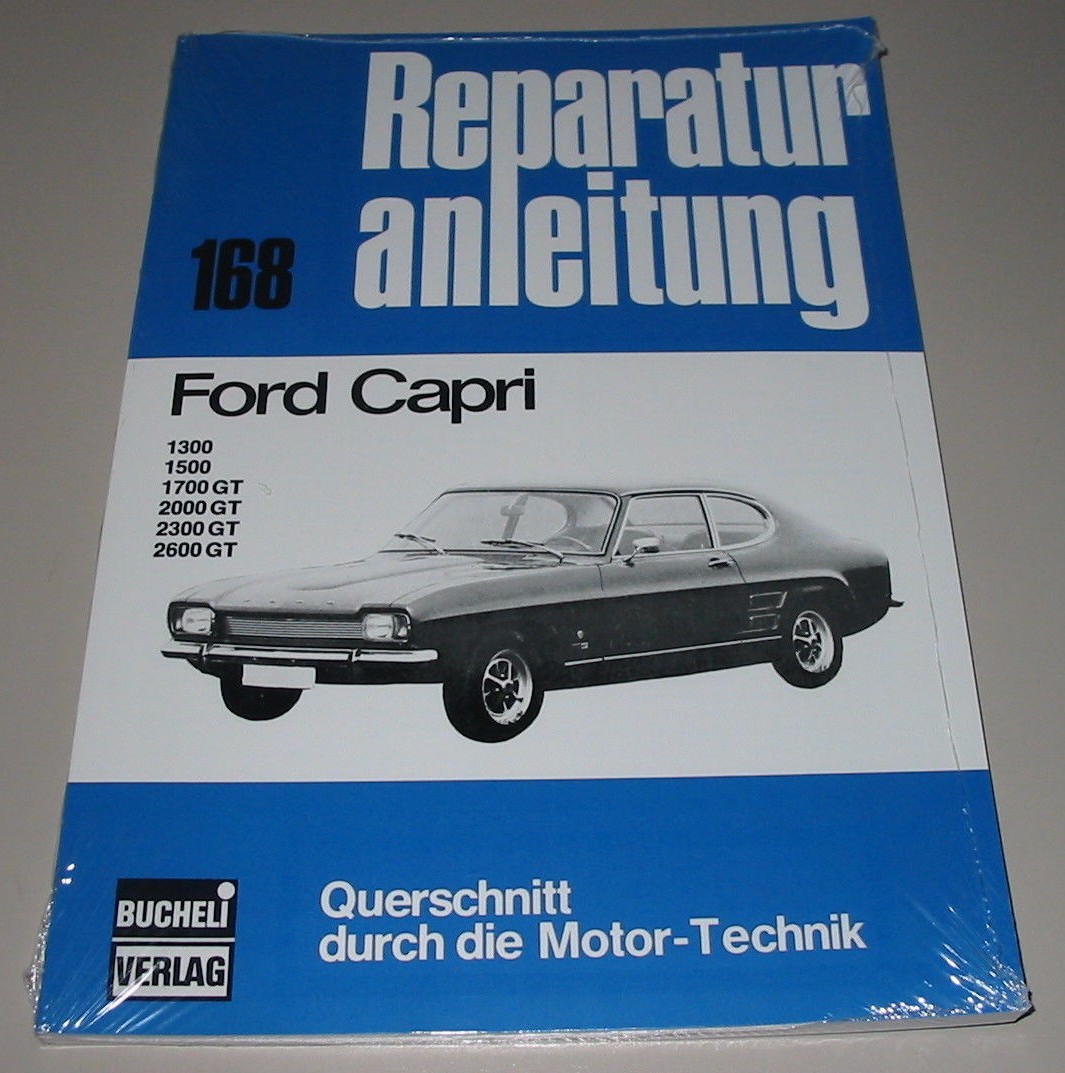 Reparatur
anleitung
168
Ford Capri
1300
1500
1700 GT
2000 GT
2300 GT
2600 GT
BUCHELI
VERLAG
Querschnitt
durch die Motor-Technik